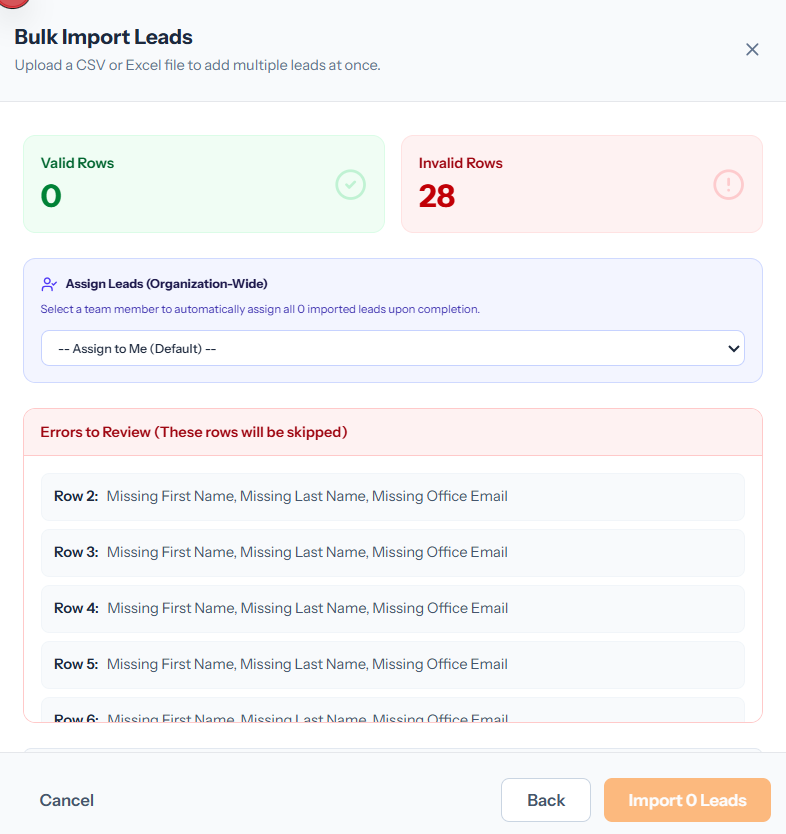 Bulk Import Leads
Upload a CSV or Excel file to add multiple leads at once.
Valid Rows
0
Invalid Rows
28
Assign Leads (Organization-Wide)
Select a team member to automatically assign all 0 imported leads upon completion.
-- Assign to Me (Default) --
Errors to Review (These rows will be skipped)
Row 2: Missing First Name, Missing Last Name, Missing Office Email
Row 3: Missing First Name, Missing Last Name, Missing Office Email
Row 4: Missing First Name, Missing Last Name, Missing Office Email
Row 5: Missing First Name, Missing Last Name, Missing Office Email
Row 6: Missing First Name, Missing Last Name, Missing Office Email
Cancel
Back
Import 0 Leads